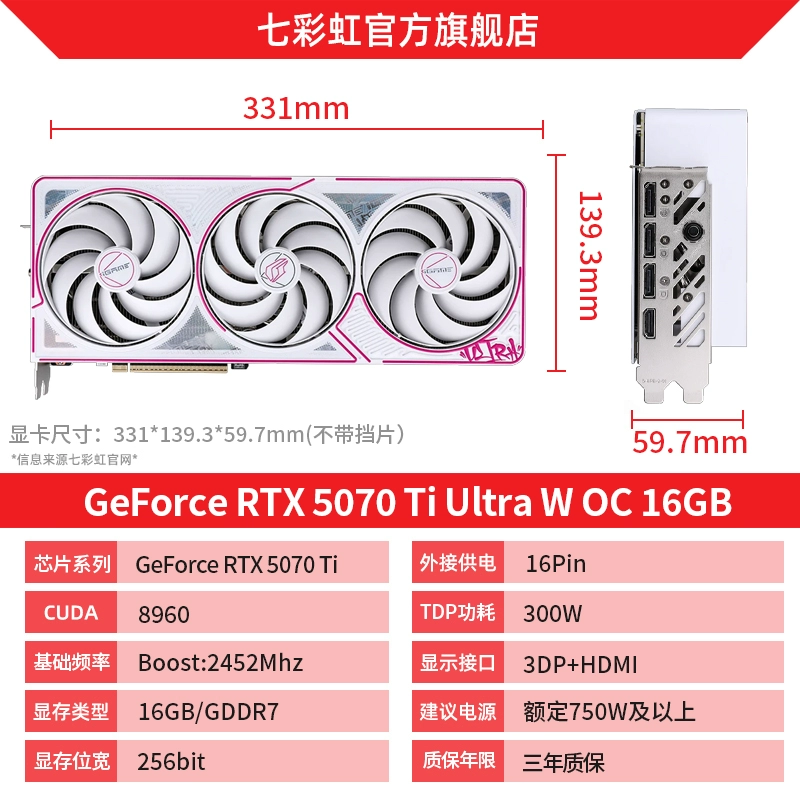 七彩虹官方旗舰店
331mm
139.3mm
iGAME
iGAME
ULTRA
59.7mm
显卡尺寸：331*139.3*59.7mm(不带挡片）
*信息来源七彩虹官网*
GeForce RTX 5070 Ti Ultra W OC 16GB
芯片系列 GeForce RTX 5070 Ti
外接供电 16Pin
CUDA 8960
TDP功耗 300W
基础频率 Boost:2452Mhz
显示接口 3DP+HDMI
显存类型 16GB/GDDR7
建议电源 额定750W及以上
显存位宽 256bit
质保年限 三年质保